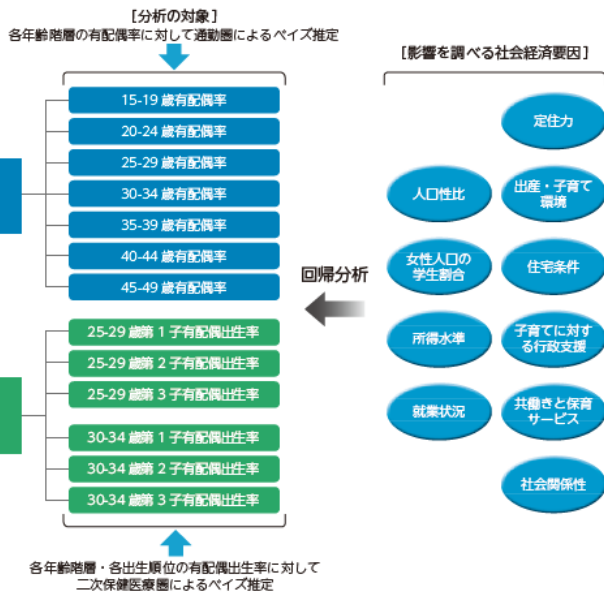 [分析の対象]
各年齢階層の有配偶率に対して通勤圏によるベイズ推定
15-19 歳有配偶率
20-24 歳有配偶率
25-29 歳有配偶率
30-34 歳有配偶率
35-39 歳有配偶率
40-44 歳有配偶率
45-49 歳有配偶率
25-29 歳第 1 子有配偶出生率
25-29 歳第 2 子有配偶出生率
25-29 歳第 3 子有配偶出生率
30-34 歳第 1 子有配偶出生率
30-34 歳第 2 子有配偶出生率
30-34 歳第 3 子有配偶出生率
各年齢階層・各出生順位の有配偶出生率に対して
二次保健医療圏によるベイズ推定
回帰分析
[影響を調べる社会経済要因]
定住力
人口性比
出産・子育て
環境
女性人口の
学生割合
住宅条件
所得水準
子育てに対す
る行政支援
就業状況
共働きと保育
サービス
社会関係性